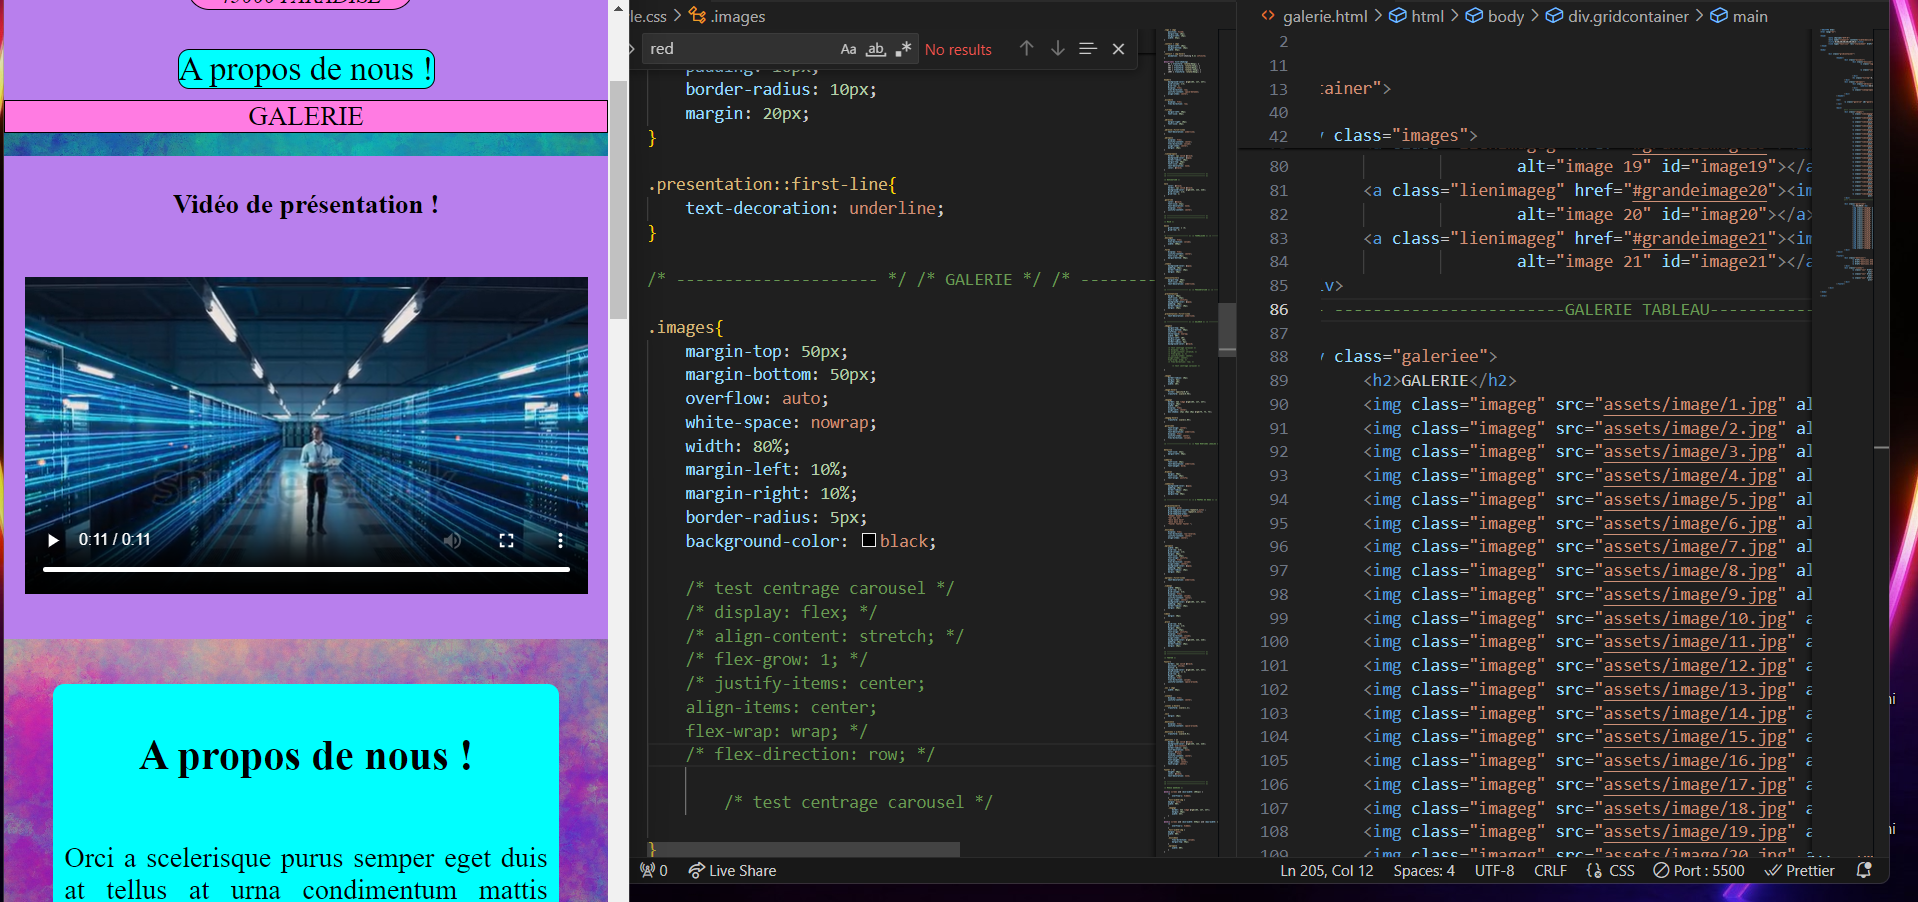 75000 PARADISE
A propos de nous !
GALERIE
Vidéo de présentation !
shutterstock
0:11 / 0:11
A propos de nous !
Orci a scelerisque purus semper eget duis
at tellus at urna condimentum mattis
le.css > .images
red Aa ab .* No results
padding: 10px;
border-radius: 10px;
margin: 20px;
}
.presentation::first-line{
text-decoration: underline;
}
/* --------------------- */ /* GALERIE */ /* --------
.images{
margin-top: 50px;
margin-bottom: 50px;
overflow: auto;
white-space: nowrap;
width: 80%;
margin-left: 10%;
margin-right: 10%;
border-radius: 5px;
background-color: black;
/* test centrage carousel */
/* display: flex; */
/* align-content: stretch; */
/* flex-grow: 1; */
/* justify-items: center;
align-items: center;
flex-wrap: wrap; */
/* flex-direction: row; */
/* test centrage carousel */
}
galerie.html > html > body > div.gridcontainer > main
2
11
13 :ainer">
40
42 class="images">
80 alt="image 19" id="image19"></a
81 <a class="lienimageg" href="#grandeimage20"><im
82 alt="image 20" id="imag20"></a>
83 <a class="lienimageg" href="#grandeimage21"><im
84 alt="image 21" id="image21"></a
85 .v>
86 - ------------------------GALERIE TABLEAU-----------
87
88 class="galeriee">
89 <h2>GALERIE</h2>
90 <img class="imageg" src="assets/image/1.jpg" al
91 <img class="imageg" src="assets/image/2.jpg" al
92 <img class="imageg" src="assets/image/3.jpg" al
93 <img class="imageg" src="assets/image/4.jpg" al
94 <img class="imageg" src="assets/image/5.jpg" al
95 <img class="imageg" src="assets/image/6.jpg" al
96 <img class="imageg" src="assets/image/7.jpg" al
97 <img class="imageg" src="assets/image/8.jpg" al
98 <img class="imageg" src="assets/image/9.jpg" al
99 <img class="imageg" src="assets/image/10.jpg" a
100 <img class="imageg" src="assets/image/11.jpg" a
101 <img class="imageg" src="assets/image/12.jpg" a
102 <img class="imageg" src="assets/image/13.jpg" a
103 <img class="imageg" src="assets/image/14.jpg" a
104 <img class="imageg" src="assets/image/15.jpg" a
105 <img class="imageg" src="assets/image/16.jpg" a
106 <img class="imageg" src="assets/image/17.jpg" a
107 <img class="imageg" src="assets/image/18.jpg" a
108 <img class="imageg" src="assets/image/19.jpg" a
109 <img class="imageg" src="assets/image/20.jpg" a
ni
ni
0 Live Share Ln 205, Col 12 Spaces: 4 UTF-8 CRLF CSS Port : 5500 Prettier